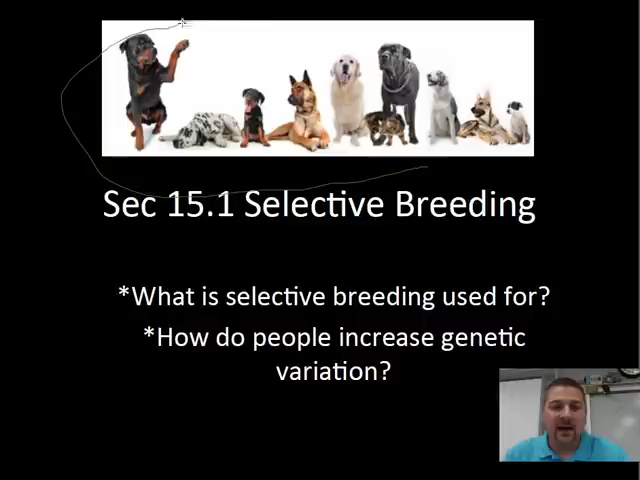 Sec 15.1 Selective Breeding
*What is selective breeding used for?
*How do people increase genetic
variation?